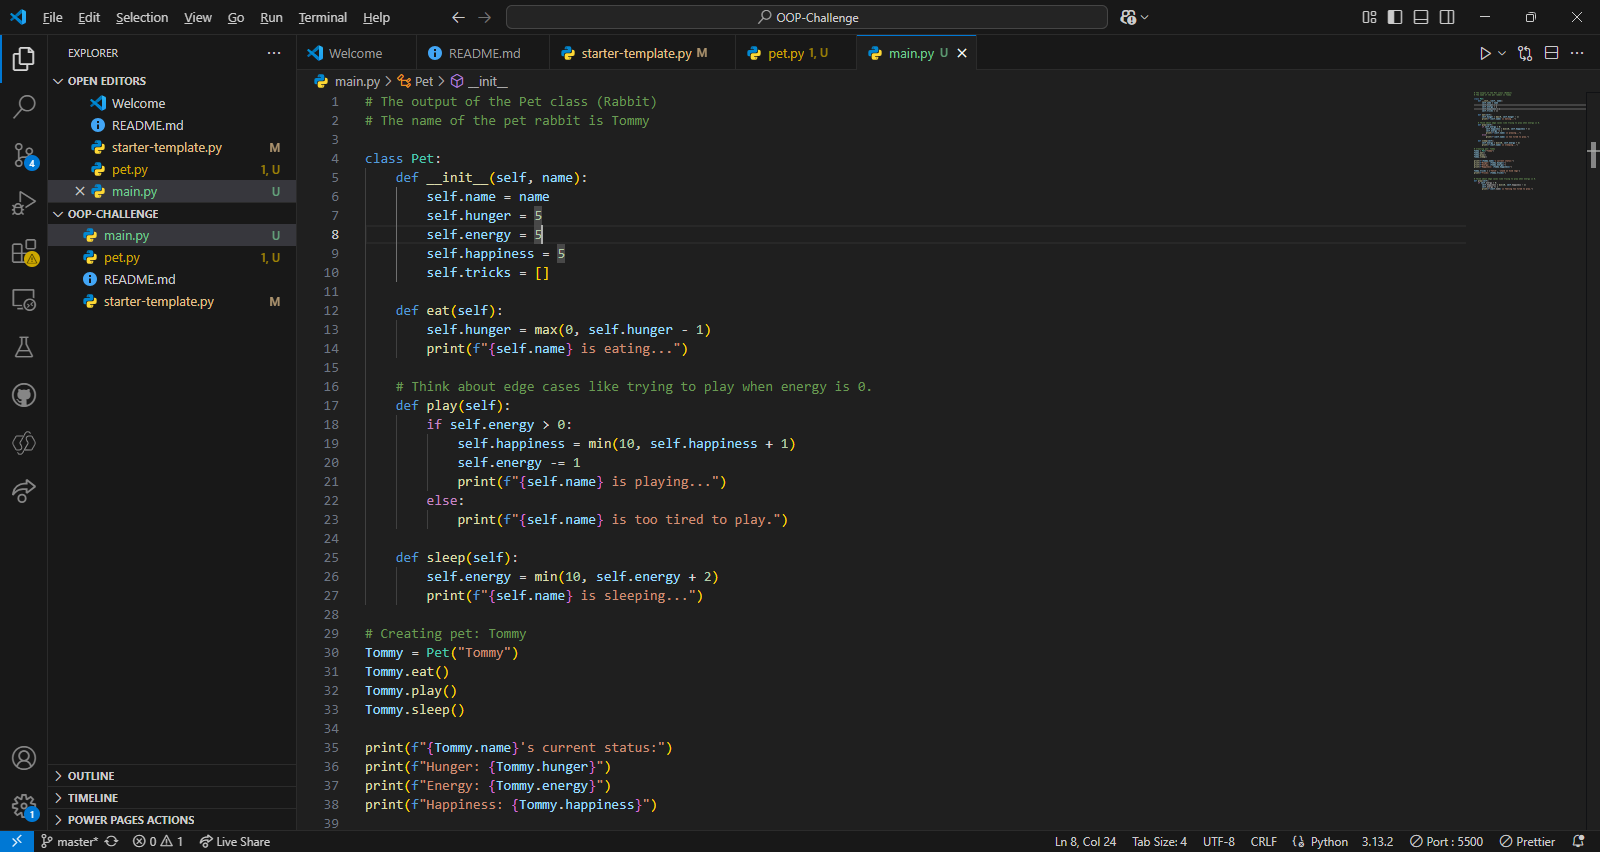 File Edit Selection View Go Run Terminal Help OOP-Challenge
EXPLORER
OPEN EDITORS
Welcome
README.md
starter-template.py M
pet.py 1, U
main.py U
OOP-CHALLENGE
main.py U
pet.py 1, U
README.md
starter-template.py M
OUTLINE
TIMELINE
POWER PAGES ACTIONS
4
1
Welcome README.md starter-template.py M pet.py 1, U main.py U
main.py > Pet > __init__
1 # The output of the Pet class (Rabbit)
2 # The name of the pet rabbit is Tommy
3
4 class Pet:
5 def __init__(self, name):
6 self.name = name
7 self.hunger = 5
8 self.energy = 5
9 self.happiness = 5
10 self.tricks = []
11
12 def eat(self):
13 self.hunger = max(0, self.hunger - 1)
14 print(f"{self.name} is eating...")
15
16 # Think about edge cases like trying to play when energy is 0.
17 def play(self):
18 if self.energy > 0:
19 self.happiness = min(10, self.happiness + 1)
20 self.energy -= 1
21 print(f"{self.name} is playing...")
22 else:
23 print(f"{self.name} is too tired to play.")
24
25 def sleep(self):
26 self.energy = min(10, self.energy + 2)
27 print(f"{self.name} is sleeping...")
28
29 # Creating pet: Tommy
30 Tommy = Pet("Tommy")
31 Tommy.eat()
32 Tommy.play()
33 Tommy.sleep()
34
35 print(f"{Tommy.name}'s current status:")
36 print(f"Hunger: {Tommy.hunger}")
37 print(f"Energy: {Tommy.energy}")
38 print(f"Happiness: {Tommy.happiness}")
39
master* 0 1 Live Share Ln 8, Col 24 Tab Size: 4 UTF-8 CRLF Python 3.13.2 Port : 5500 Prettier